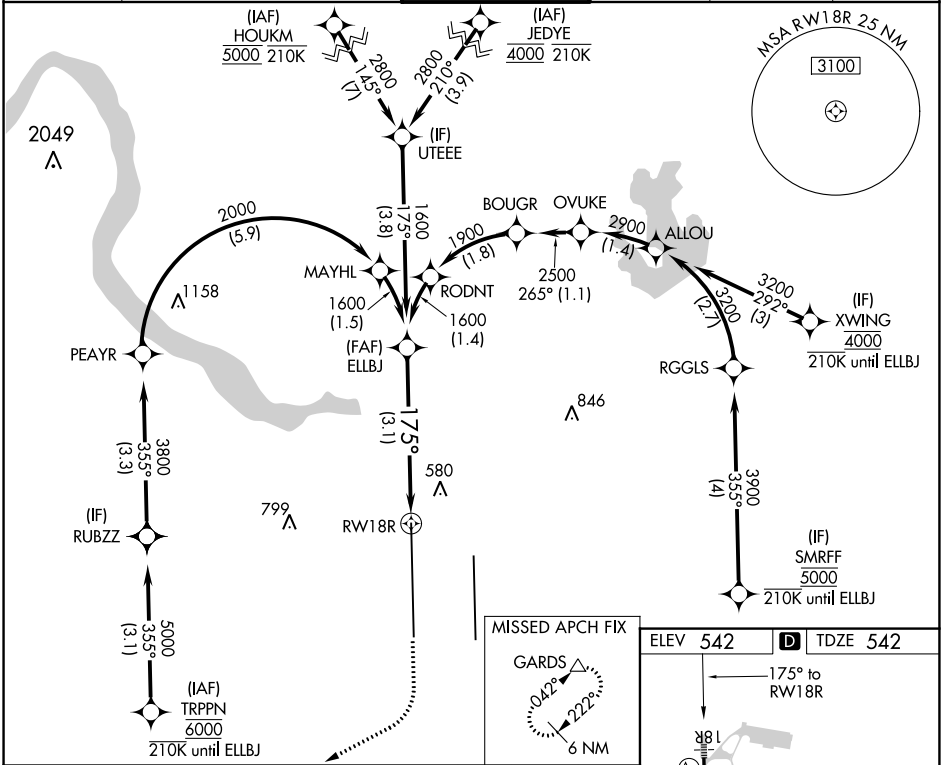 (IAF)
HOUKM
5000 210K
(IAF)
JEDYE
4000 210K
MSA RW18R 25 NM
3100
2800
145°
(7)
2800
210°
(3.9)
2049
(IF)
UTEEE
1600
175°
(3.8)
2000
(5.9)
BOUGR
OVUKE
1900
(1.8)
2900
(1.4)
ALLOU
MAYHL
RODNT
2500
265° (1.1)
1158
1600
(1.5)
1600
(1.4)
3200
(2.7)
3200
292°
(3)
(IF)
XWING
4000
210K until ELLBJ
(FAF)
ELLBJ
PEAYR
RGGLS
846
175°
(3.1)
3800
355°
(3.3)
580
3900
355°
(4)
(IF)
RUBZZ
799
RW18R
(IF)
SMRFF
5000
210K until ELLBJ
5000
355°
(3.1)
MISSED APCH FIX
GARDS
042°
222°
6 NM
ELEV 542
D
TDZE 542
175° to
RW18R
18R
A
(IAF)
TRPPN
6000
210K until ELLBJ